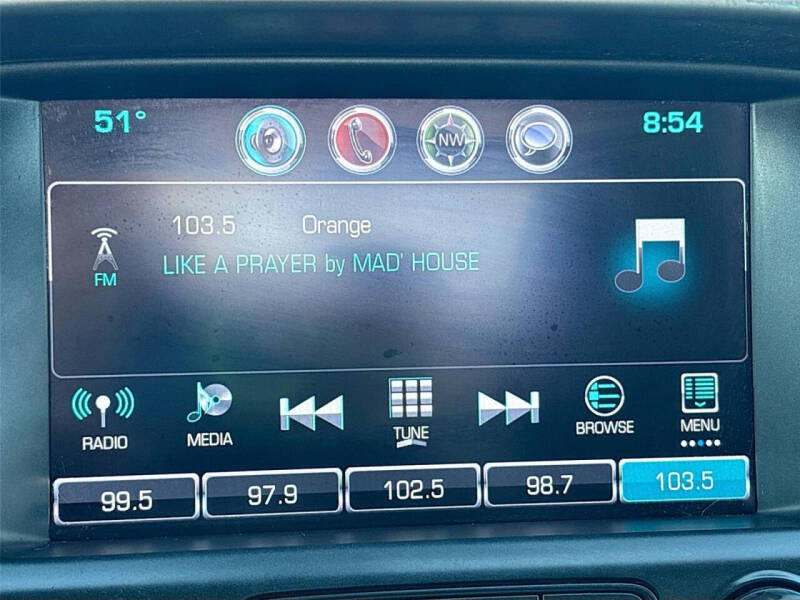 51° NW 8:54
103.5 Orange
FM LIKE A PRAYER by MAD' HOUSE
RADIO MEDIA TUNE BROWSE MENU
99.5 97.9 102.5 98.7 103.5